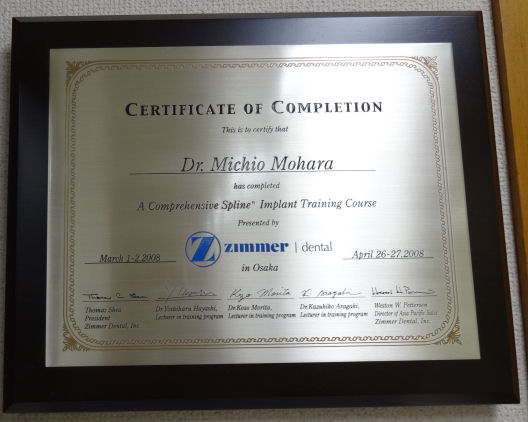 CERTIFICATE OF COMPLETION
This is to certify that
Dr. Michio Mohara
has completed
A Comprehensive Spline™ Implant Training Course
Presented by
Z zimmer | dental
March 1-2.2008
April 26-27.2008
in Osaka
Thomas Shea
President
Zimmer Dental, Inc.
Dr.Yoshiharu Hayashi,
Lecturer in training program
Dr.Kozo Morita,
Lecturer in training program
Dr.Kazuhiko Aragaki,
Lecturer in training program
Weston W. Patterson
Director of Asia Pacific Sales
Zimmer Dental, Inc.